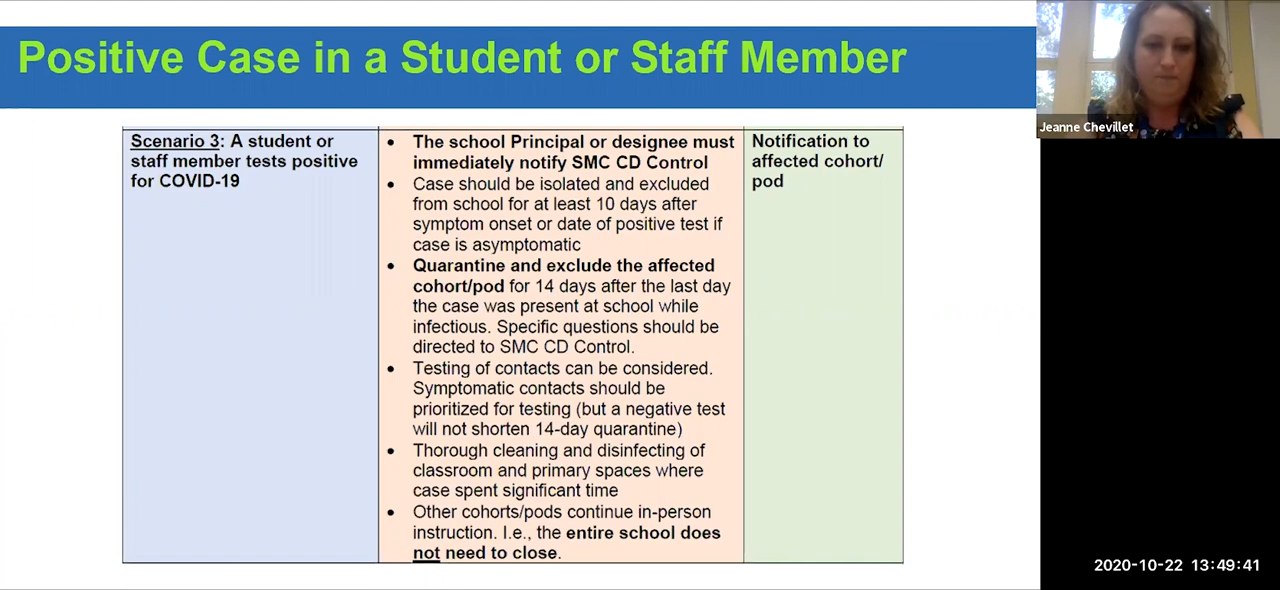 Positive Case in a Student or Staff Member
Jeanne Chevillet
Scenario 3: A student or
staff member tests positive
for COVID-19
• The school Principal or designee must
immediately notify SMC CD Control
• Case should be isolated and excluded
from school for at least 10 days after
symptom onset or date of positive test if
case is asymptomatic
• Quarantine and exclude the affected
cohort/pod for 14 days after the last day
the case was present at school while
infectious. Specific questions should be
directed to SMC CD Control.
• Testing of contacts can be considered.
Symptomatic contacts should be
prioritized for testing (but a negative test
will not shorten 14-day quarantine)
• Thorough cleaning and disinfecting of
classroom and primary spaces where
case spent significant time
• Other cohorts/pods continue in-person
instruction. I.e., the entire school does
not need to close.
Notification to
affected cohort/
pod
2020-10-22 13:49:41